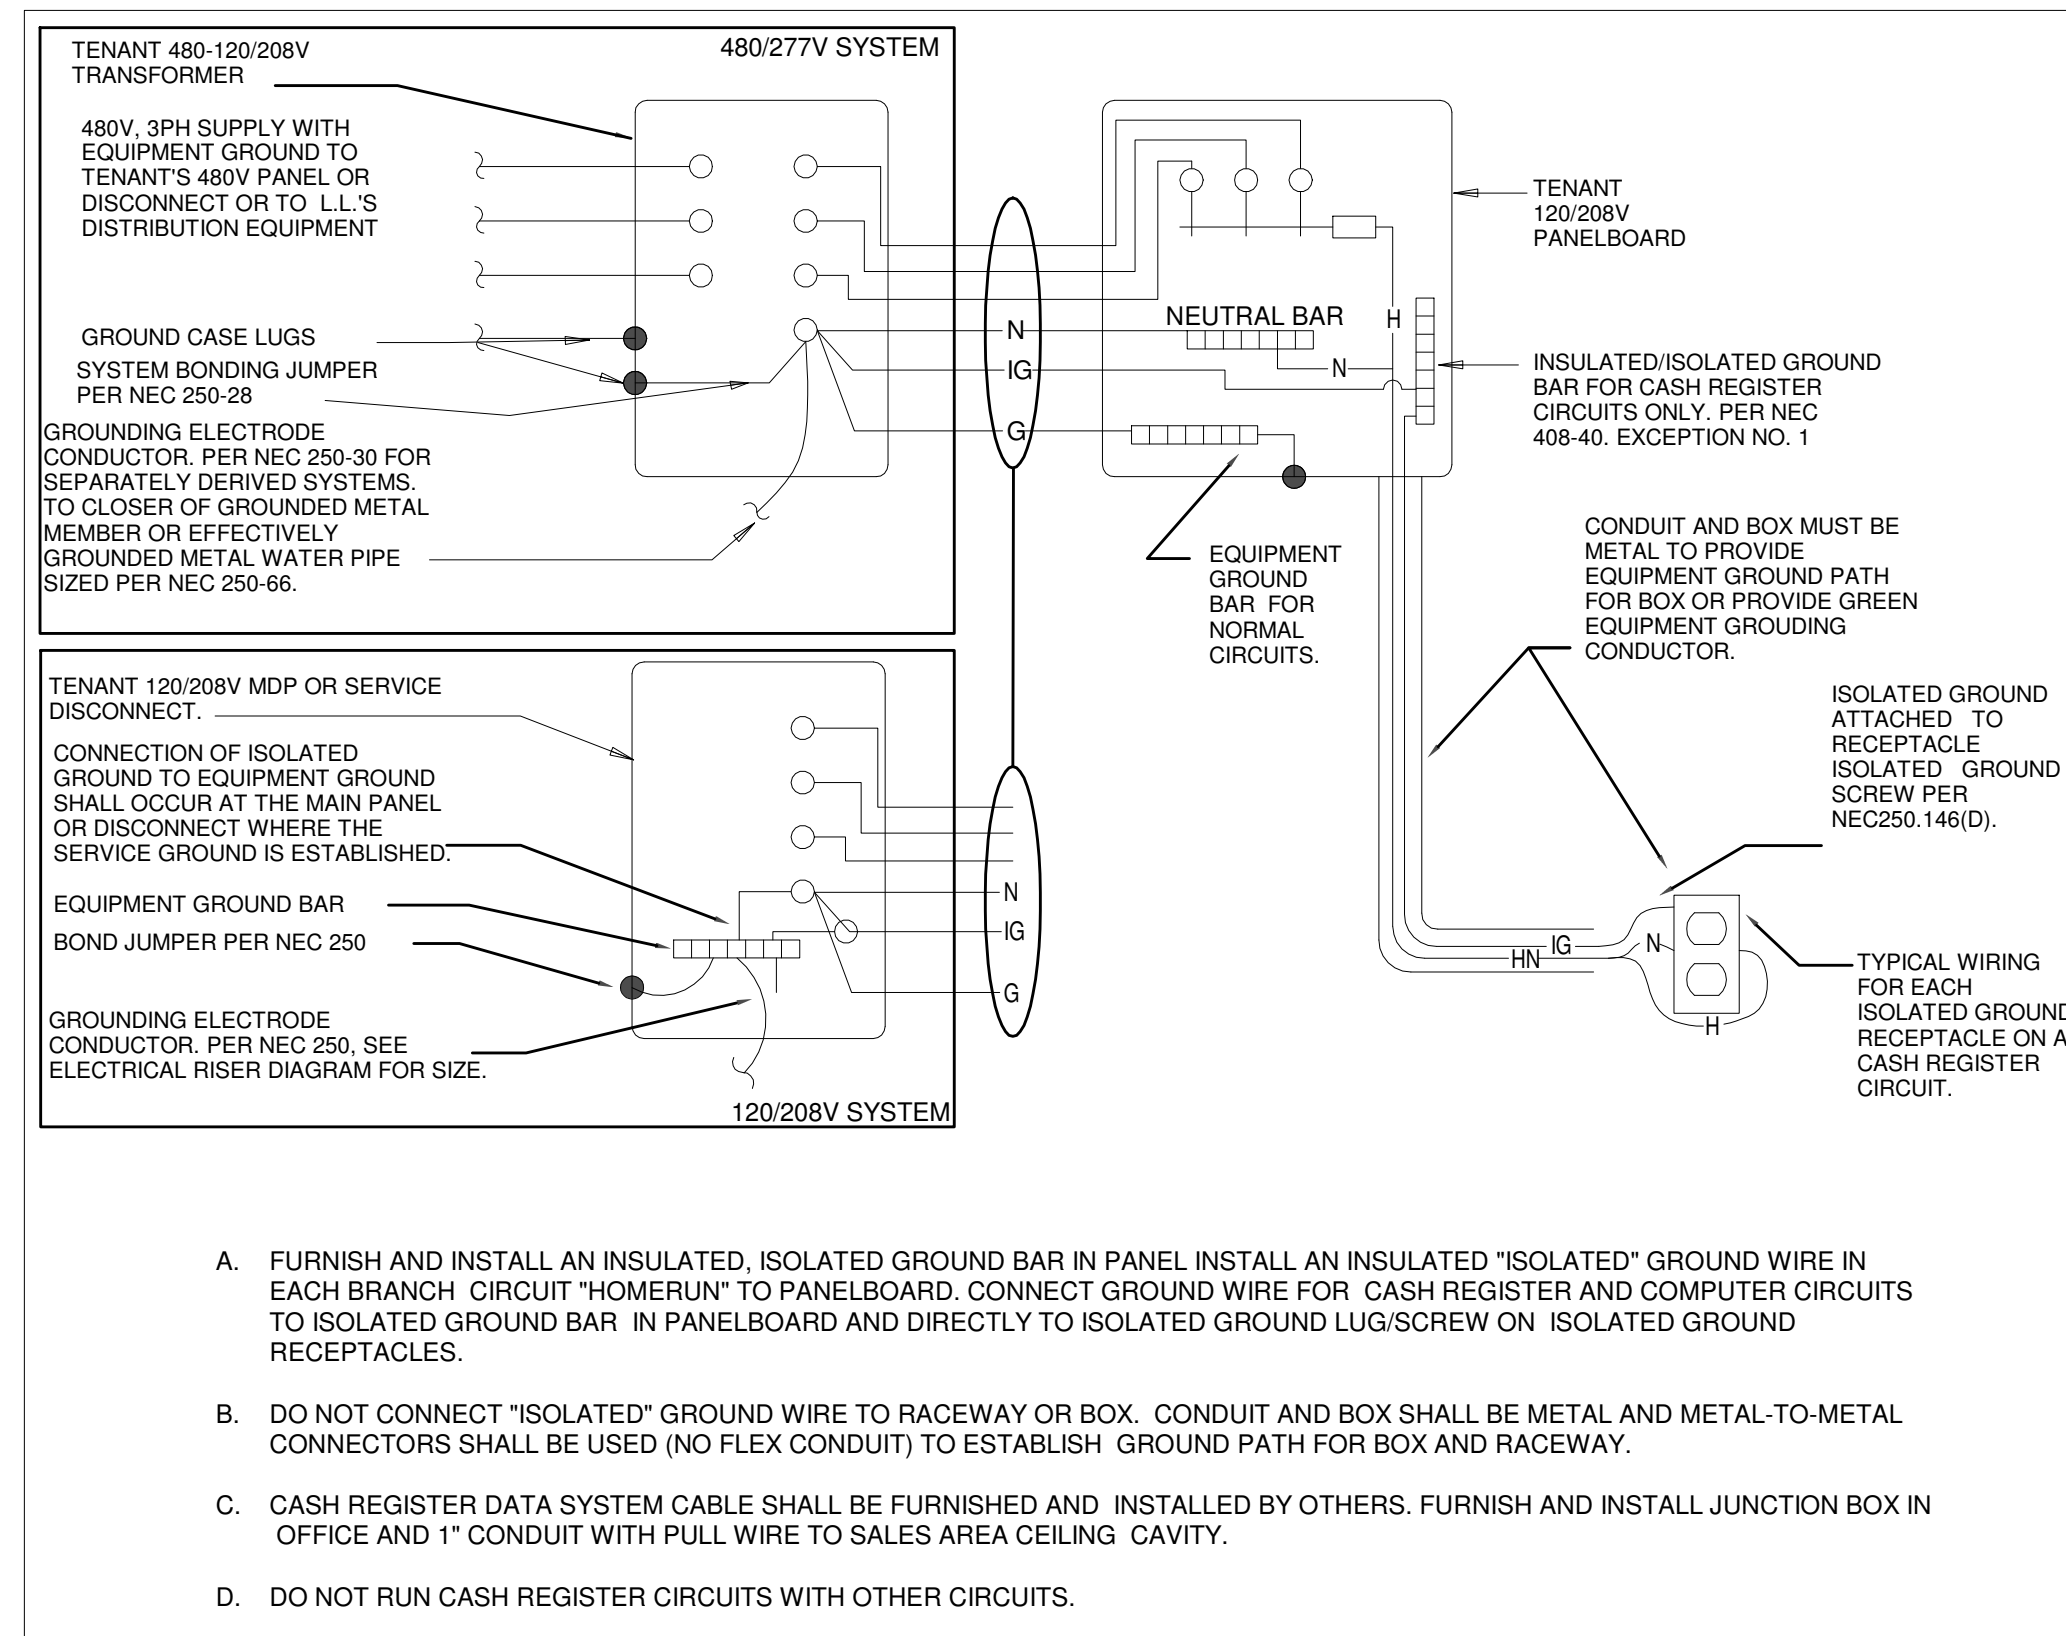 TENANT 480-120/208V
TRANSFORMER
480/277V SYSTEM
480V, 3PH SUPPLY WITH
EQUIPMENT GROUND TO
TENANT'S 480V PANEL OR
DISCONNECT OR TO L.L.'S
DISTRIBUTION EQUIPMENT
GROUND CASE LUGS
SYSTEM BONDING JUMPER
PER NEC 250-28
GROUNDING ELECTRODE
CONDUCTOR. PER NEC 250-30 FOR
SEPARATELY DERIVED SYSTEMS.
TO CLOSER OF GROUNDED METAL
MEMBER OR EFFECTIVELY
GROUNDED METAL WATER PIPE
SIZED PER NEC 250-66.
N
IG
G
NEUTRAL BAR
H
N
TENANT
120/208V
PANELBOARD
INSULATED/ISOLATED GROUND
BAR FOR CASH REGISTER
CIRCUITS ONLY. PER NEC
408-40. EXCEPTION NO. 1
EQUIPMENT
GROUND
BAR FOR
NORMAL
CIRCUITS.
CONDUIT AND BOX MUST BE
METAL TO PROVIDE
EQUIPMENT GROUND PATH
FOR BOX OR PROVIDE GREEN
EQUIPMENT GROUDING
CONDUCTOR.
ISOLATED GROUND
ATTACHED TO
RECEPTACLE
ISOLATED GROUND
SCREW PER
NEC250.146(D).
TENANT 120/208V MDP OR SERVICE
DISCONNECT.
CONNECTION OF ISOLATED
GROUND TO EQUIPMENT GROUND
SHALL OCCUR AT THE MAIN PANEL
OR DISCONNECT WHERE THE
SERVICE GROUND IS ESTABLISHED.
EQUIPMENT GROUND BAR
BOND JUMPER PER NEC 250
GROUNDING ELECTRODE
CONDUCTOR. PER NEC 250, SEE
ELECTRICAL RISER DIAGRAM FOR SIZE.
N
IG
G
120/208V SYSTEM
IG
HN
N
H
TYPICAL WIRING
FOR EACH
ISOLATED GROUND
RECEPTACLE ON A
CASH REGISTER
CIRCUIT.
A. FURNISH AND INSTALL AN INSULATED, ISOLATED GROUND BAR IN PANEL INSTALL AN INSULATED "ISOLATED" GROUND WIRE IN
EACH BRANCH CIRCUIT "HOMERUN" TO PANELBOARD. CONNECT GROUND WIRE FOR CASH REGISTER AND COMPUTER CIRCUITS
TO ISOLATED GROUND BAR IN PANELBOARD AND DIRECTLY TO ISOLATED GROUND LUG/SCREW ON ISOLATED GROUND
RECEPTACLES.
B. DO NOT CONNECT "ISOLATED" GROUND WIRE TO RACEWAY OR BOX. CONDUIT AND BOX SHALL BE METAL AND METAL-TO-METAL
CONNECTORS SHALL BE USED (NO FLEX CONDUIT) TO ESTABLISH GROUND PATH FOR BOX AND RACEWAY.
C. CASH REGISTER DATA SYSTEM CABLE SHALL BE FURNISHED AND INSTALLED BY OTHERS. FURNISH AND INSTALL JUNCTION BOX IN
OFFICE AND 1" CONDUIT WITH PULL WIRE TO SALES AREA CEILING CAVITY.
D. DO NOT RUN CASH REGISTER CIRCUITS WITH OTHER CIRCUITS.